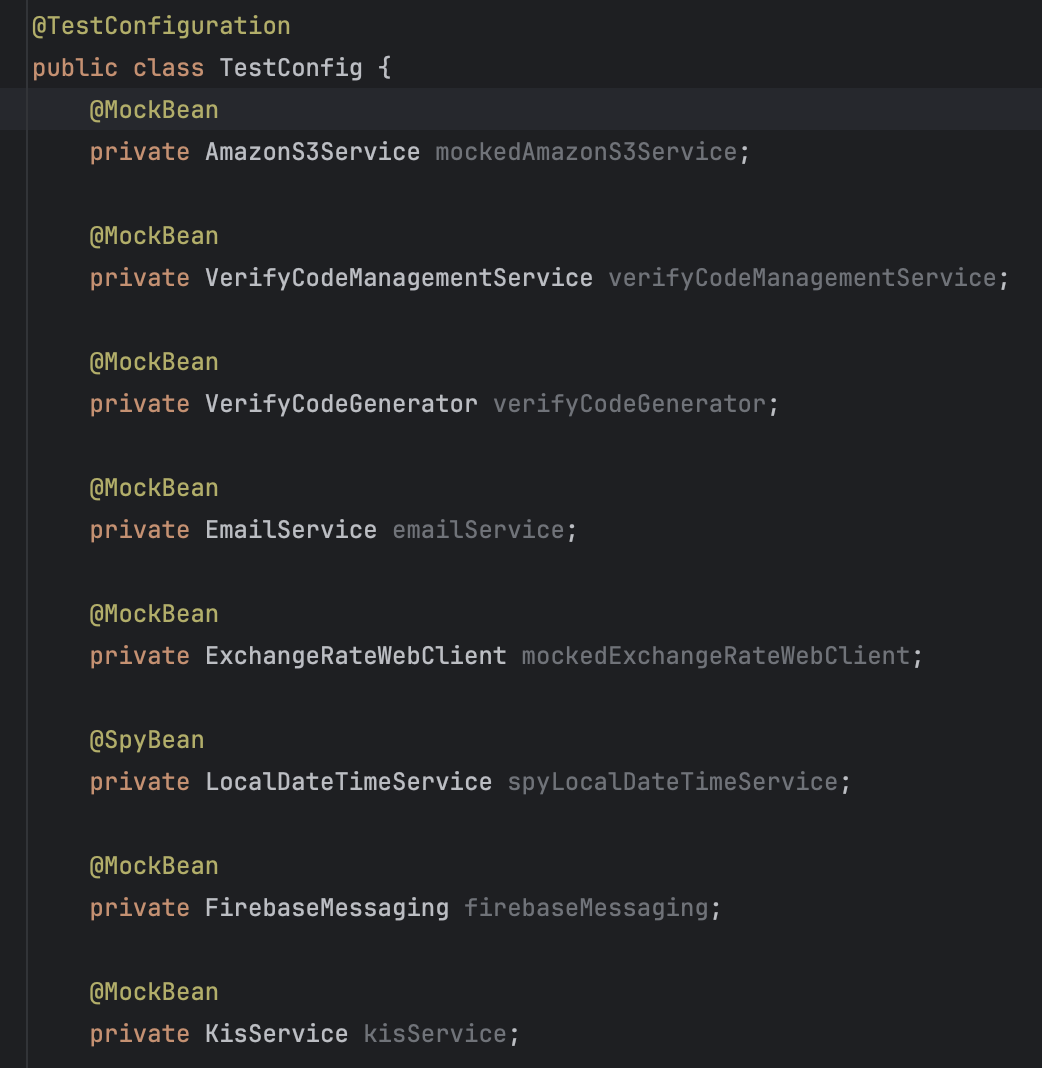 @TestConfiguration
public class TestConfig {
@MockBean
private AmazonS3Service mockedAmazonS3Service;
@MockBean
private VerifyCodeManagementService verifyCodeManagementService;
@MockBean
private VerifyCodeGenerator verifyCodeGenerator;
@MockBean
private EmailService emailService;
@MockBean
private ExchangeRateWebClient mockedExchangeRateWebClient;
@SpyBean
private LocalDateTimeService spyLocalDateTimeService;
@MockBean
private FirebaseMessaging firebaseMessaging;
@MockBean
private KisService kisService;